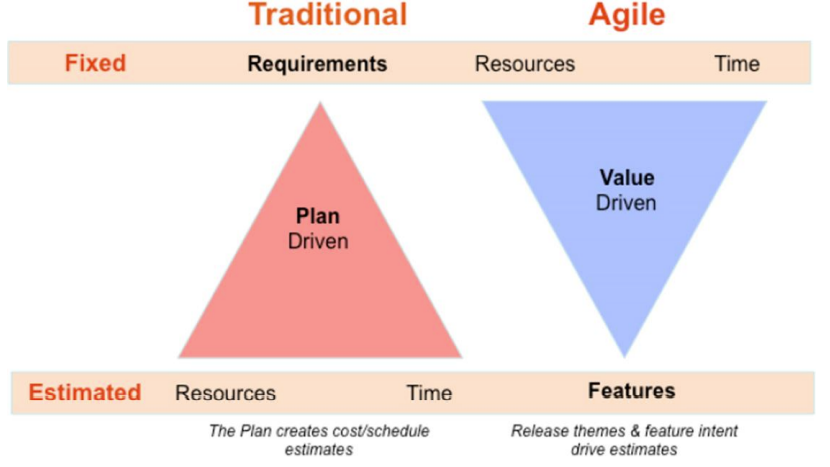 Traditional Agile
Fixed Requirements Resources Time
Plan
Driven
Value
Driven
Estimated Resources Time Features
The Plan creates cost/schedule
estimates
Release themes & feature intent
drive estimates